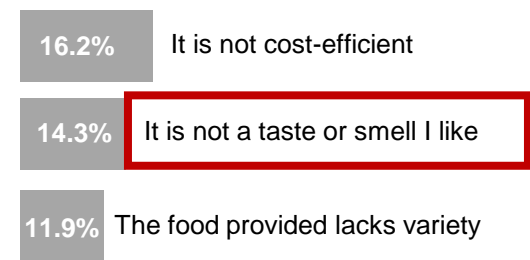 16.2% It is not cost-efficient
14.3% It is not a taste or smell I like
11.9% The food provided lacks variety